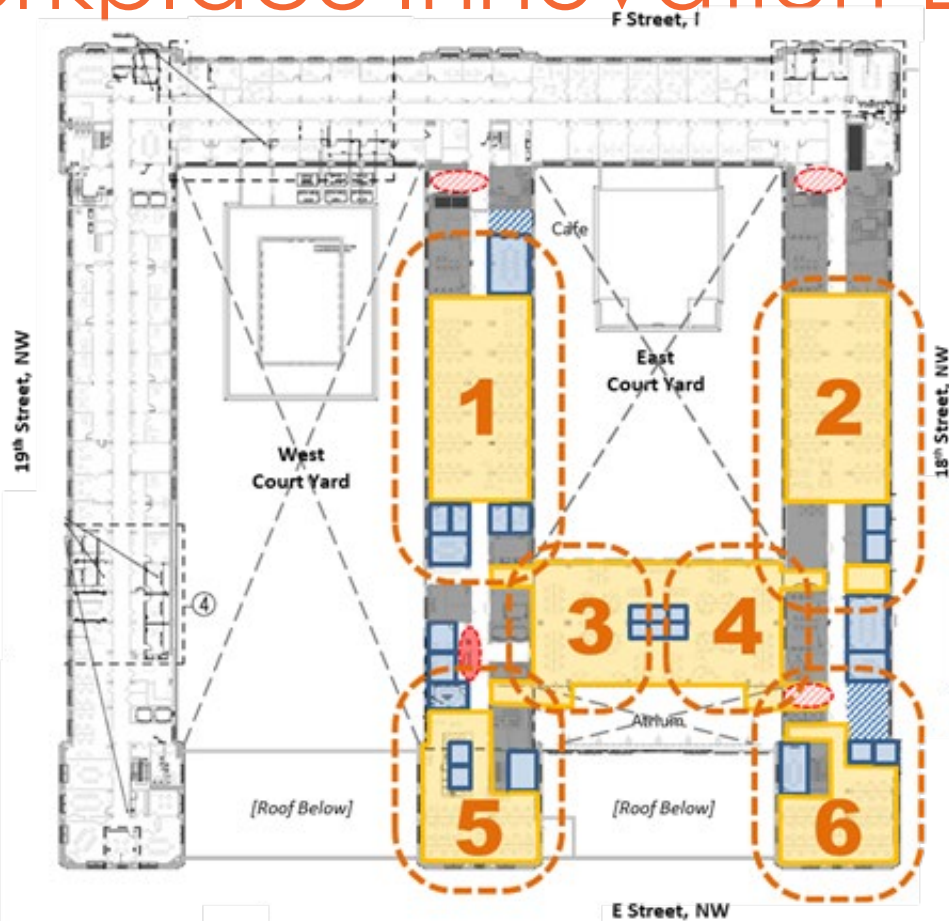 F Street,
Cafe
19th Street, NW
East
Court Yard
18th Street, NW
1
2
West
Court Yard
3
4
④
Atrium
[Roof Below]
[Roof Below]
5
6
E Street, NW